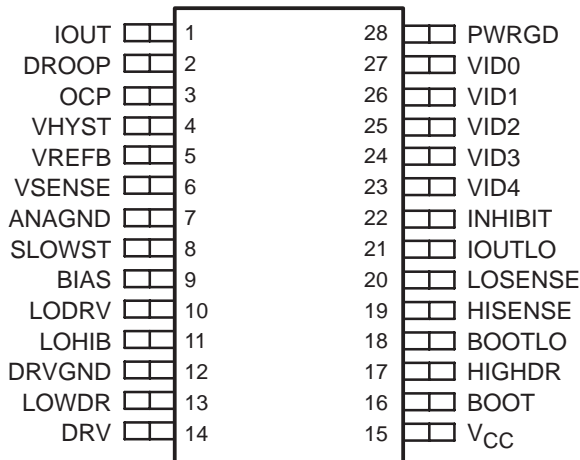 IOUT 1 28 PWRGD
DROOP 2 27 VID0
OCP 3 26 VID1
VHYST 4 25 VID2
VREFB 5 24 VID3
VSENSE 6 23 VID4
ANAGND 7 22 INHIBIT
SLOWST 8 21 IOUTLO
BIAS 9 20 LOSENSE
LODRV 10 19 HISENSE
LOHIB 11 18 BOOTLO
DRVGND 12 17 HIGHDR
LOWDR 13 16 BOOT
DRV 14 15 VCC